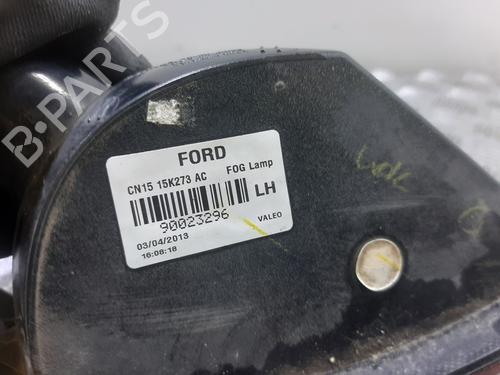 B-PARTS
FORD
CN15 15K273 AC FOG Lamp
LH
90023296
VALEO
03/04/2013
16:08:18